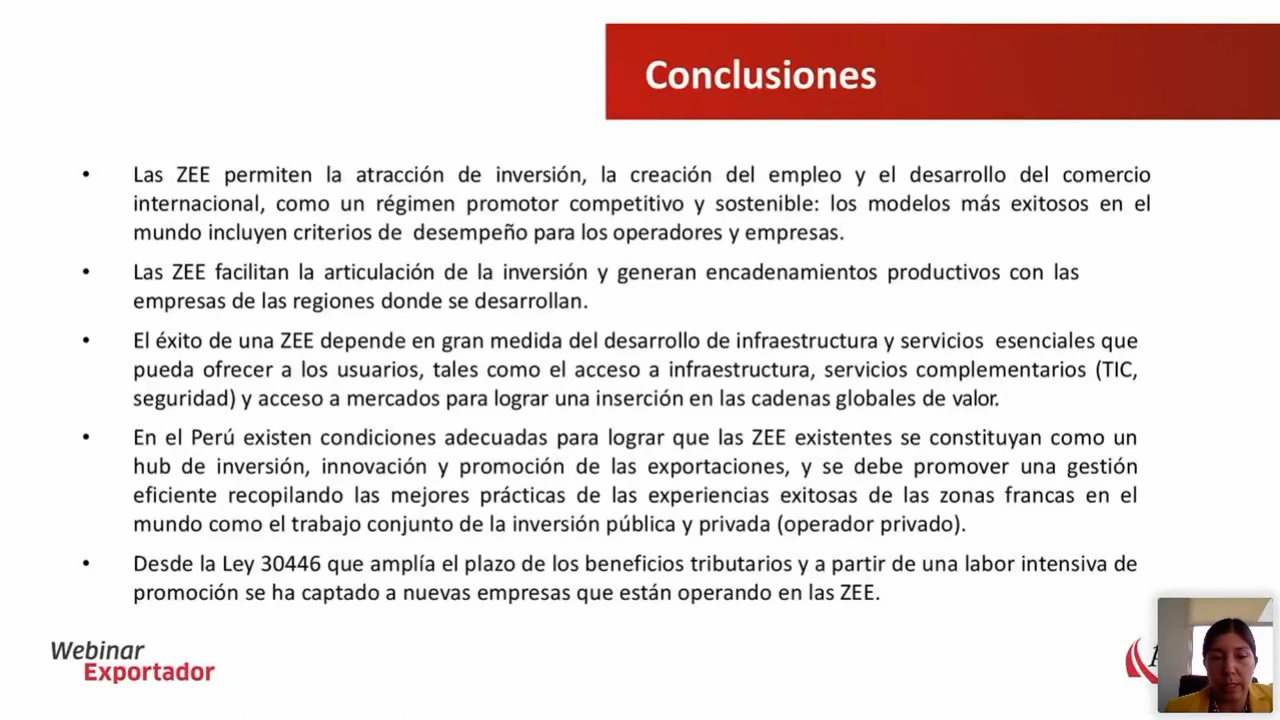 Conclusiones
• Las ZEE permiten la atracción de inversión, la creación del empleo y el desarrollo del comercio
internacional, como un régimen promotor competitivo y sostenible: los modelos más exitosos en el
mundo incluyen criterios de desempeño para los operadores y empresas.
• Las ZEE facilitan la articulación de la inversión y generan encadenamientos productivos con las
empresas de las regiones donde se desarrollan.
• El éxito de una ZEE depende en gran medida del desarrollo de infraestructura y servicios esenciales que
pueda ofrecer a los usuarios, tales como el acceso a infraestructura, servicios complementarios (TIC,
seguridad) y acceso a mercados para lograr una inserción en las cadenas globales de valor.
• En el Perú existen condiciones adecuadas para lograr que las ZEE existentes se constituyan como un
hub de inversión, innovación y promoción de las exportaciones, y se debe promover una gestión
eficiente recopilando las mejores prácticas de las experiencias exitosas de las zonas francas en el
mundo como el trabajo conjunto de la inversión pública y privada (operador privado).
• Desde la Ley 30446 que amplía el plazo de los beneficios tributarios y a partir de una labor intensiva de
promoción se ha captado a nuevas empresas que están operando en las ZEE.
Webinar
Exportador